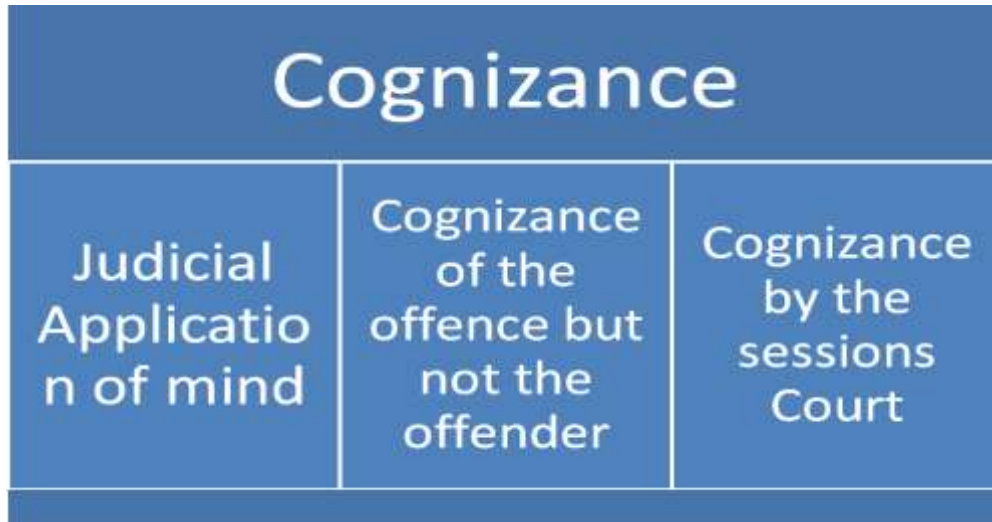 Cognizance
Judicial
Applicatio
n of mind
Cognizance
of the
offence but
not the
offender
Cognizance
by the
sessions
Court